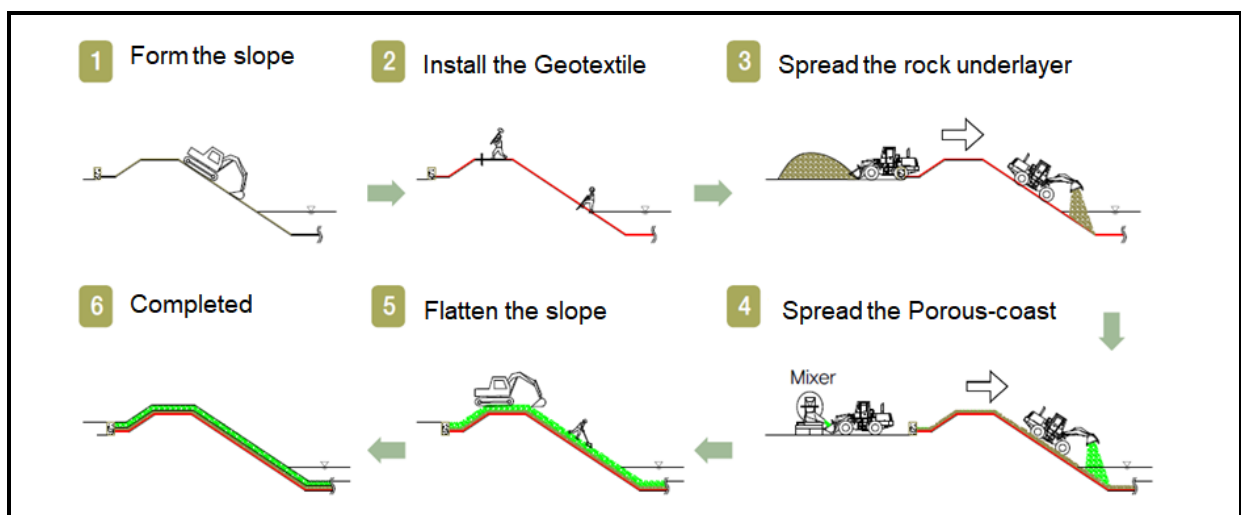 1 Form the slope
2 Install the Geotextile
3 Spread the rock underlayer
6 Completed
5 Flatten the slope
4 Spread the Porous-coast
Mixer